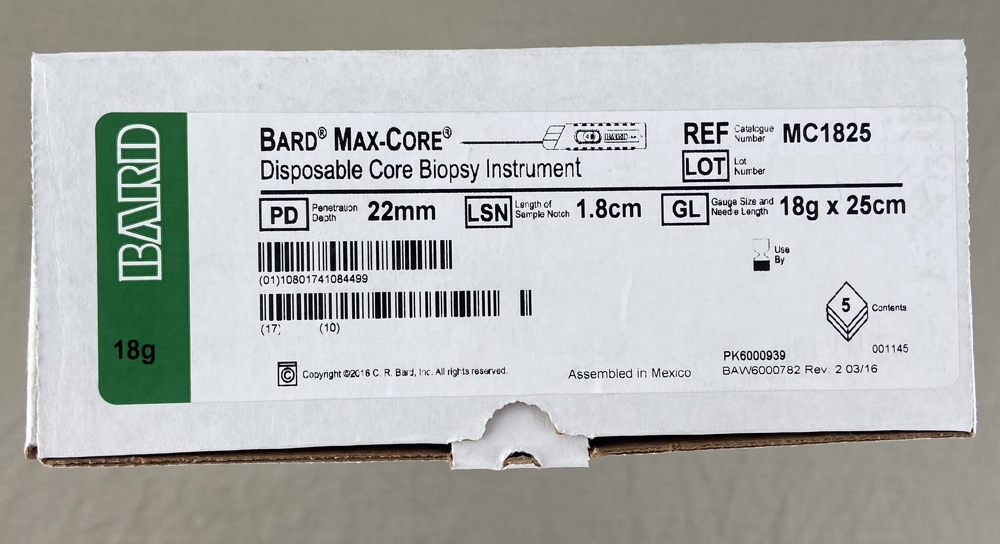 BARD
18g
BARD® MAX-CORE®
BARD
Disposable Core Biopsy Instrument
REF Catalogue Number MC1825
LOT Lot Number
PD Penetration Depth 22mm
LSN Length of Sample Notch 1.8cm
GL Gauge Size and Needle Length 18g x 25cm
(01)10801741084499
Use By
(17) (10)
5 Contents
001145
PK6000939
BAW6000782 Rev. 2 03/16
C Copyright ©2016 C. R. Bard, Inc. All rights reserved.
Assembled in Mexico